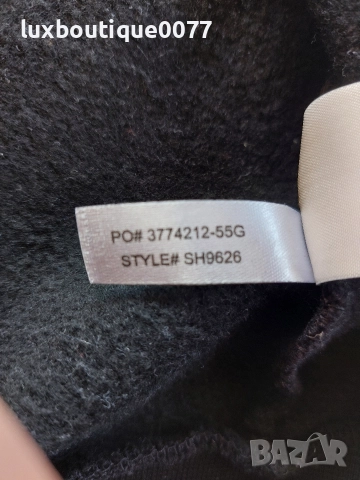 luxboutique0077
PO# 3774212-55G
STYLE# SH9626
BAZAR